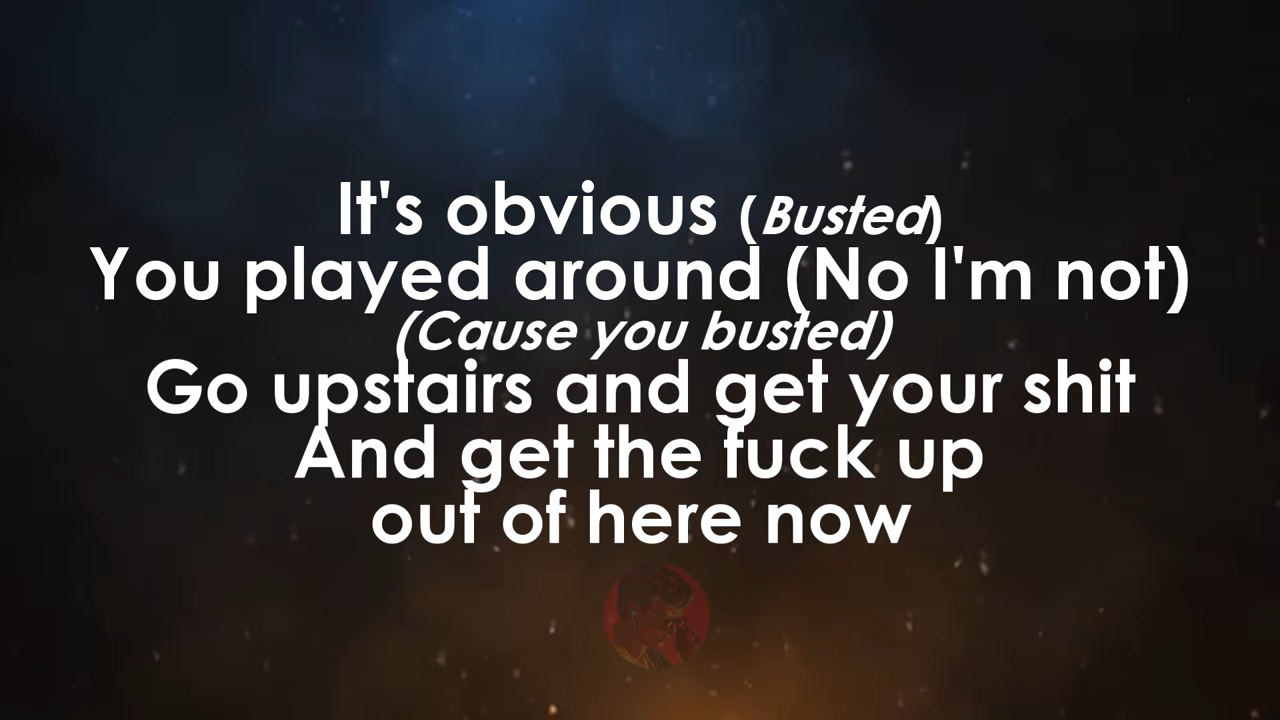 It's obvious (Busted)
You played around (No I'm not)
(Cause you busted)
Go upstairs and get your shit
And get the fuck up
out of here now